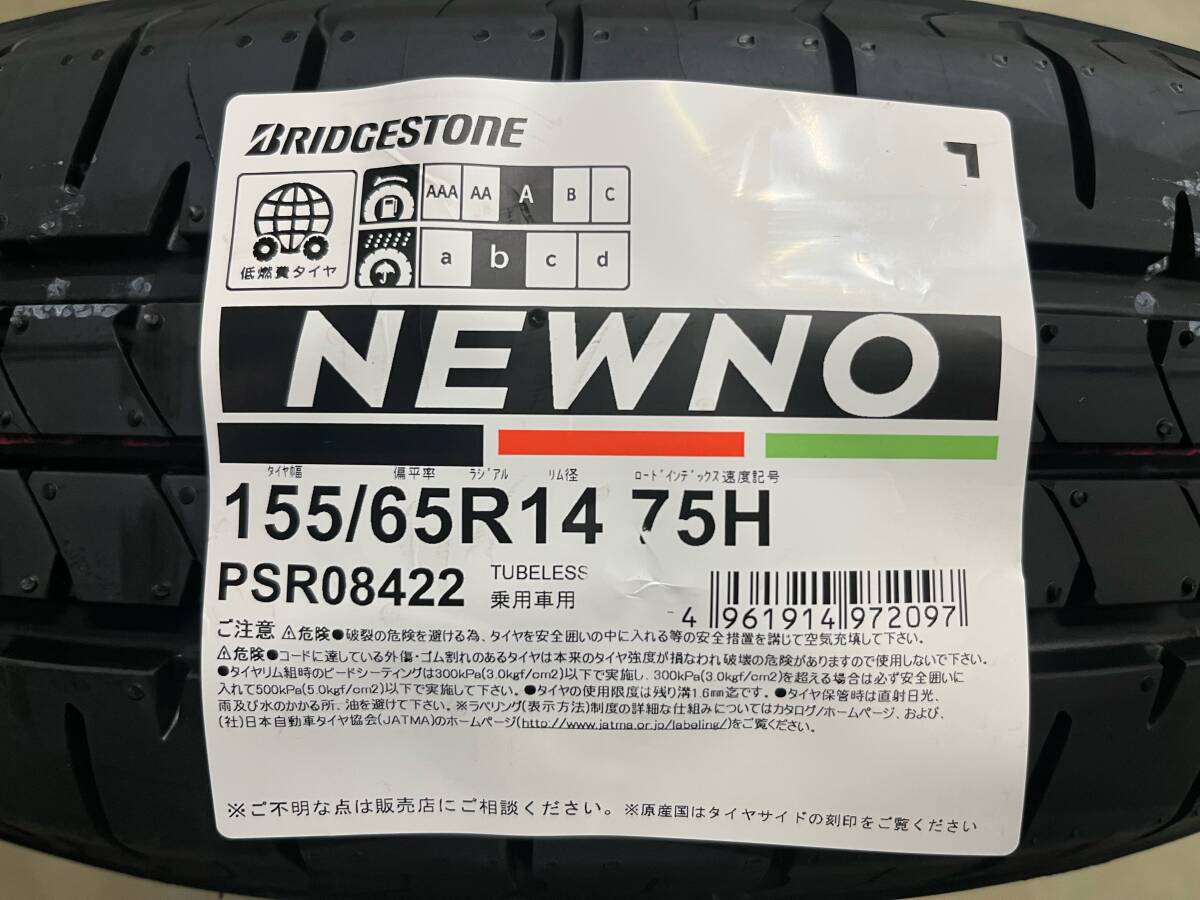 BRIDGESTONE
低燃費タイヤ
AAA AA A B C
a b c d
NEWNO
タイヤ幅 偏平率 ラジアル リム径 ロードインデックス 速度記号
155/65R14 75H
PSR08422 TUBELESS
乗用車用
4 961914 972097
ご注意 ⚠危険●破裂の危険を避ける為、タイヤを安全囲いの中に入れる等の安全措置を講じて空気充填して下さい。
⚠危険●コードに達している外傷・ゴム割れのあるタイヤは本来のタイヤ強度が損なわれ破壊の危険がありますので使用しないで下さい。
●タイヤリム組時のビードシーティングは300kPa(3.0kgf/cm2)以下で実施し、300kPa(3.0kgf/cm2)を超える場合は必ず安全囲いに
入れて500kPa(5.0kgf/cm2)以下で実施して下さい。●タイヤの使用限度は残り溝1.6mm迄です。●タイヤ保管時は直射日光、
雨及び水のかかる所、油を避けて下さい。※ラベリング(表示方法)制度の詳細な仕組みについてはカタログ/ホームページ、および、
(社)日本自動車タイヤ協会(JATMA)のホームページ(http://www.jatma.or.jp/labeling/)をご覧ください。
※ご不明な点は販売店にご相談ください。※原産国はタイヤサイドの刻印をご覧ください